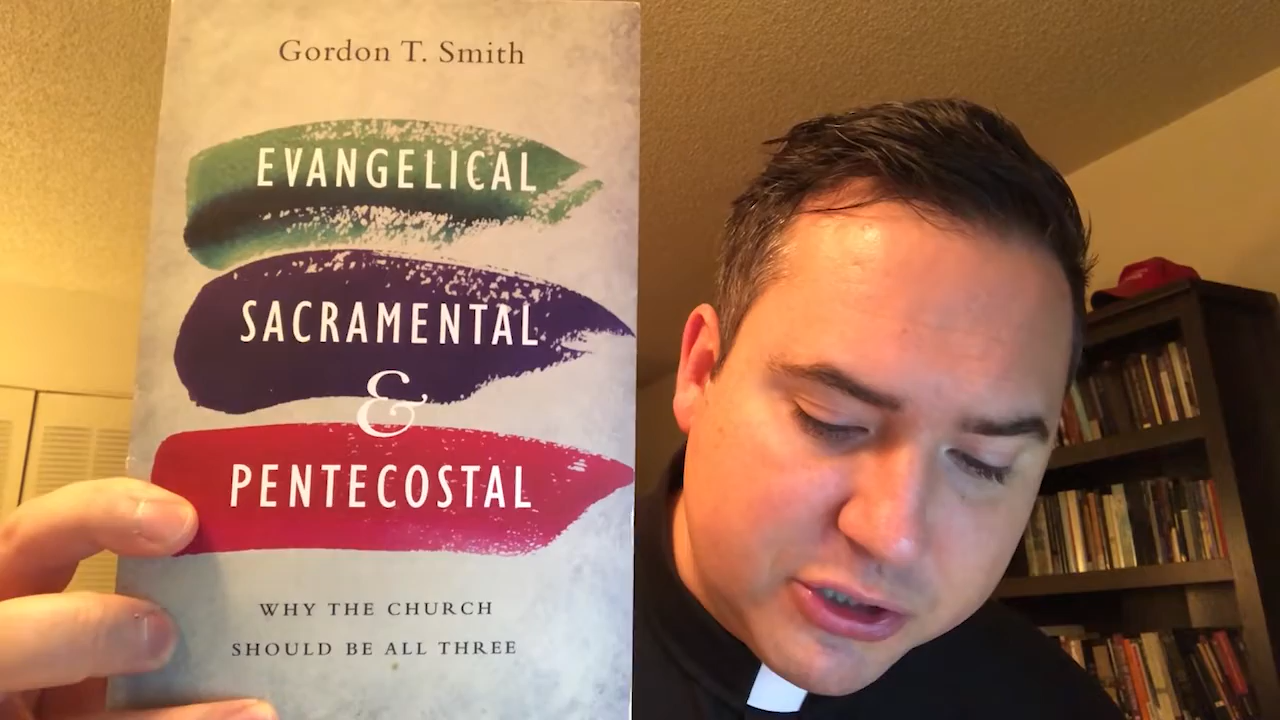 Gordon T. Smith
EVANGELICAL
SACRAMENTAL
&
PENTECOSTAL
WHY THE CHURCH
SHOULD BE ALL THREE